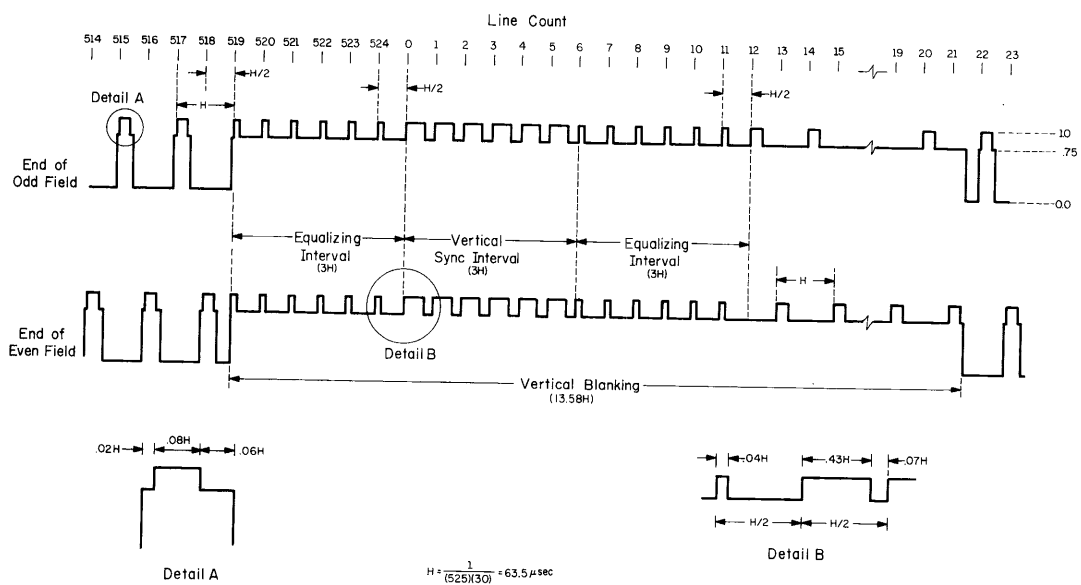 Line Count
514 515 516 517 518 519 520 521 522 523 524 0 1 2 3 4 5 6 7 8 9 10 11 12 13 14 15 19 20 21 22 23
H/2 H/2 H/2
Detail A
H
End of
Odd Field
1.0
.75
0.0
Equalizing
Interval
(3H)
Vertical
Sync Interval
(3H)
Equalizing
Interval
(3H)
H
End of
Even Field
Detail B
Vertical Blanking
(13.58H)
.02H .08H .06H
.04H .43H .07H
H/2 H/2
Detail A
Detail B
H = 1/(525)(30) = 63.5 μsec